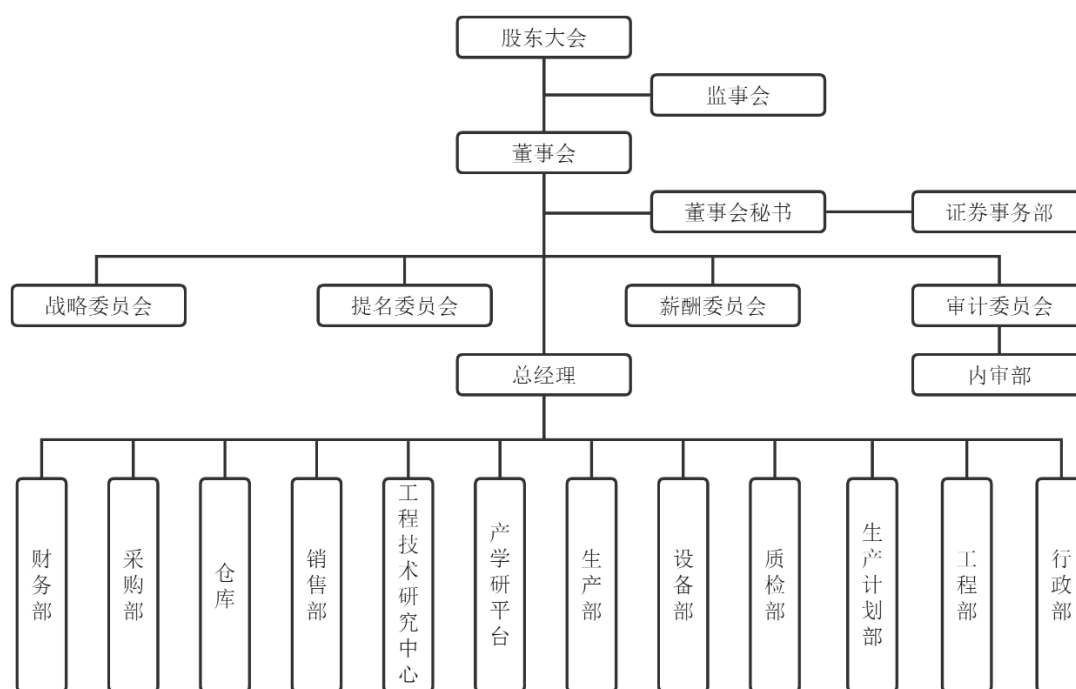 股东大会
监事会
董事会
董事会秘书
证券事务部
战略委员会
提名委员会
薪酬委员会
审计委员会
总经理
内审部
财务部
采购部
仓库
销售部
工程技术研究中心
产学研平台
生产部
设备部
质检部
生产计划部
工程部
行政部